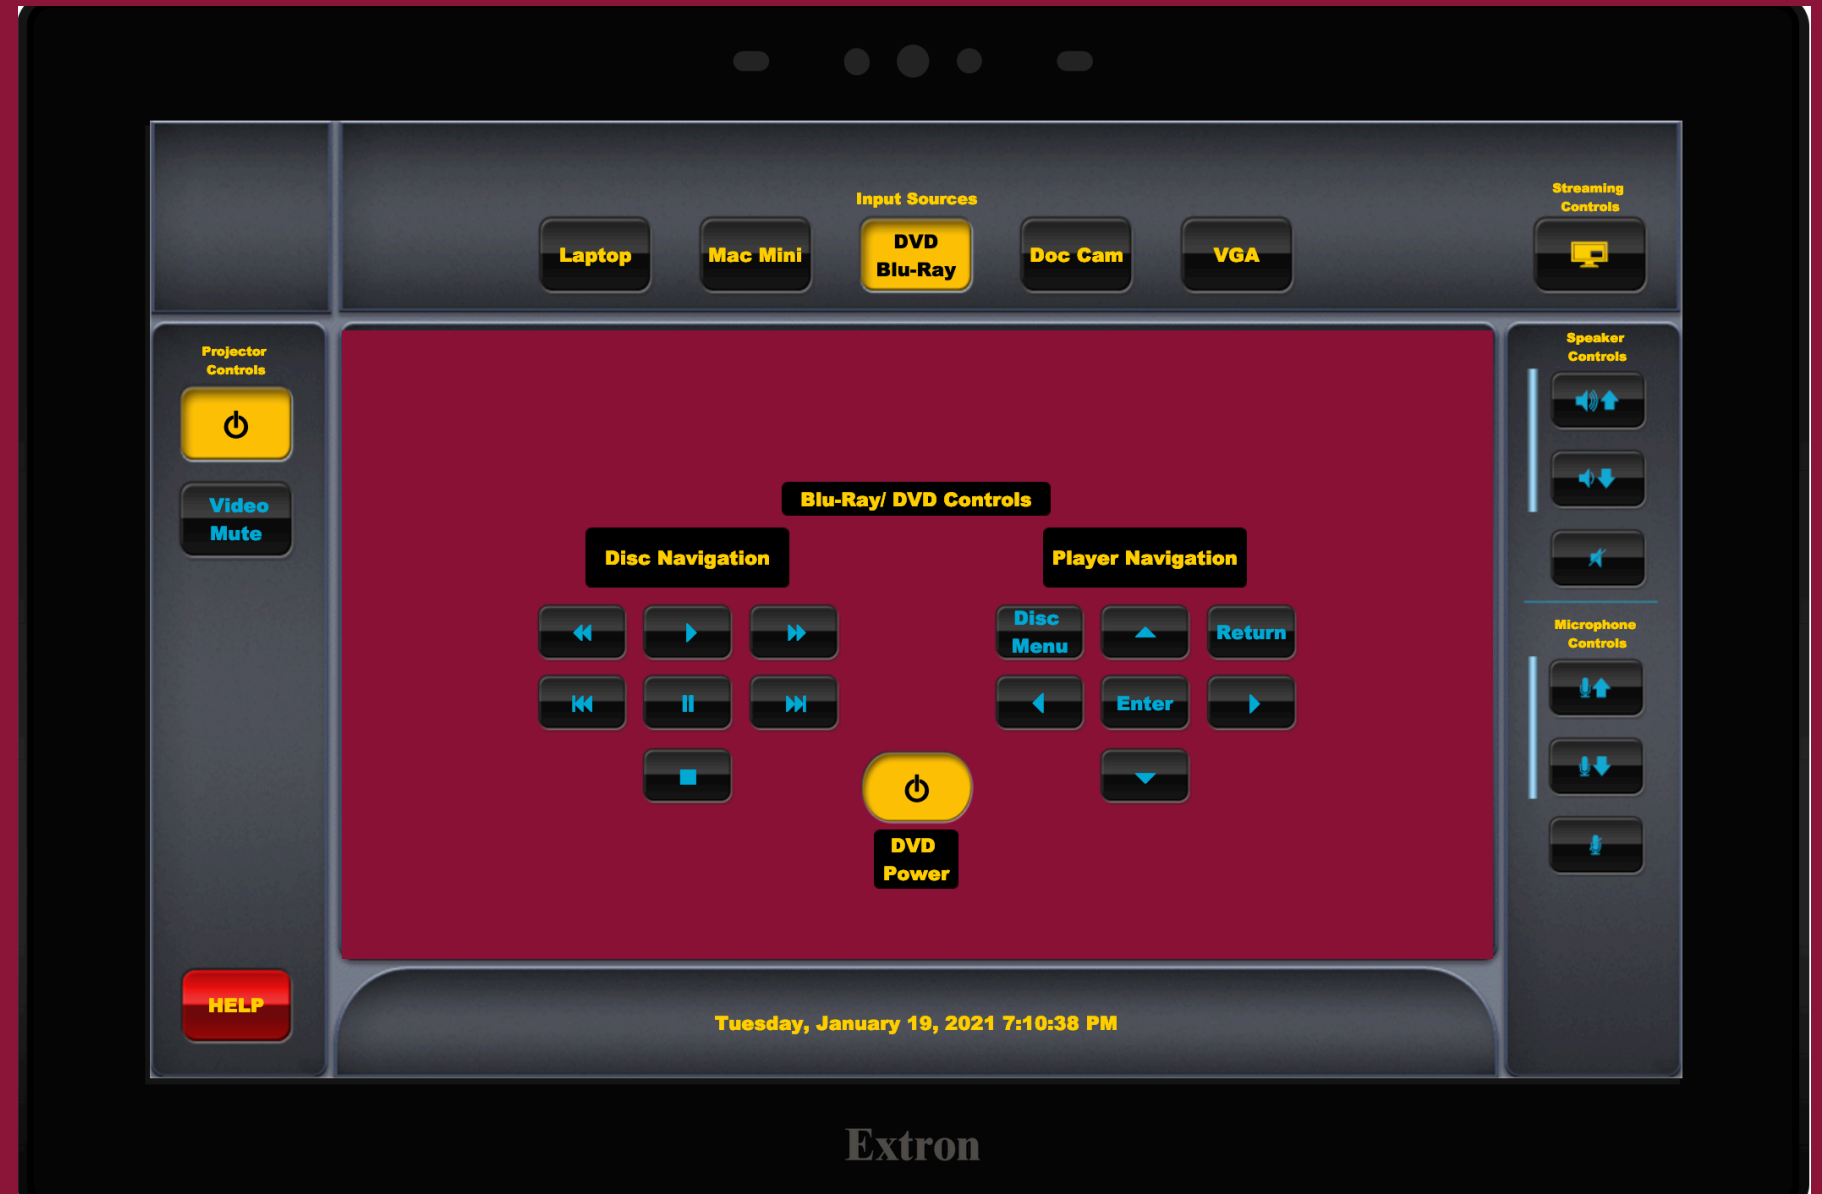 Input Sources
Streaming
Controls
Laptop
Mac Mini
DVD
Blu-Ray
Doc Cam
VGA
Projector
Controls
Video
Mute
HELP
Blu-Ray/ DVD Controls
Disc Navigation
Player Navigation
Disc
Menu
Return
Enter
DVD
Power
Speaker
Controls
Microphone
Controls
Tuesday, January 19, 2021 7:10:38 PM
Extron